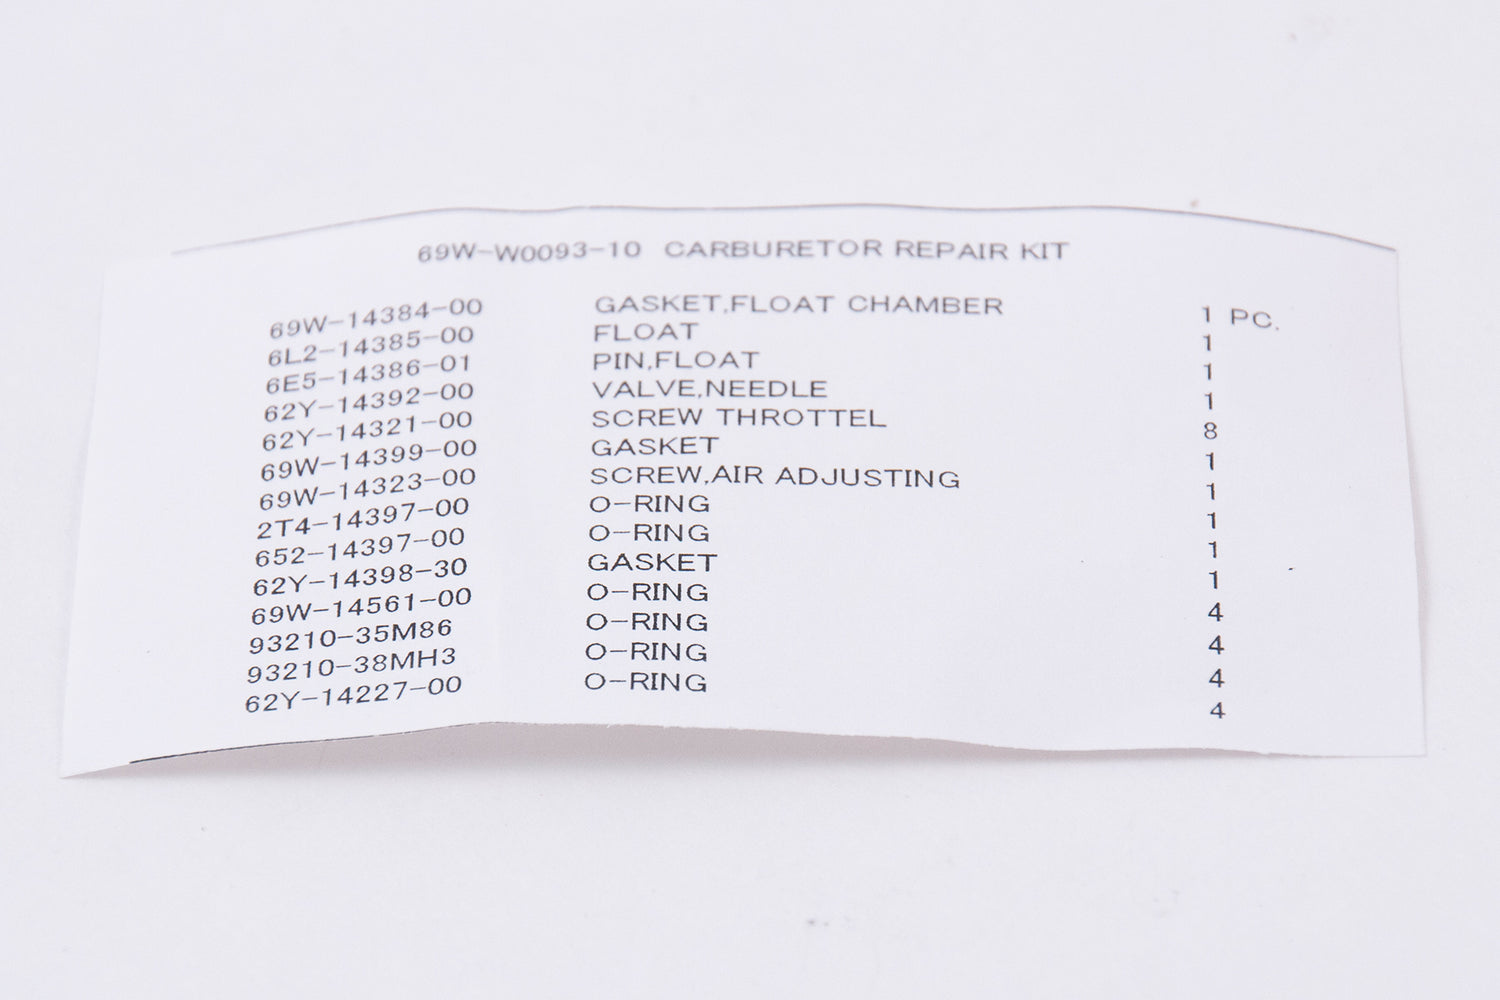 69W-W0093-10 CARBURETOR REPAIR KIT
69W-14384-00 GASKET,FLOAT CHAMBER 1 PC.
6L2-14385-00 FLOAT 1
6E5-14386-01 PIN,FLOAT 1
62Y-14392-00 VALVE,NEEDLE 1
62Y-14321-00 SCREW THROTTEL 8
69W-14399-00 GASKET 1
69W-14323-00 SCREW,AIR ADJUSTING 1
2T4-14397-00 O-RING 1
652-14397-00 O-RING 1
62Y-14398-30 GASKET 1
69W-14561-00 O-RING 4
93210-35M86 O-RING 4
93210-38MH3 O-RING 4
62Y-14227-00 O-RING 4